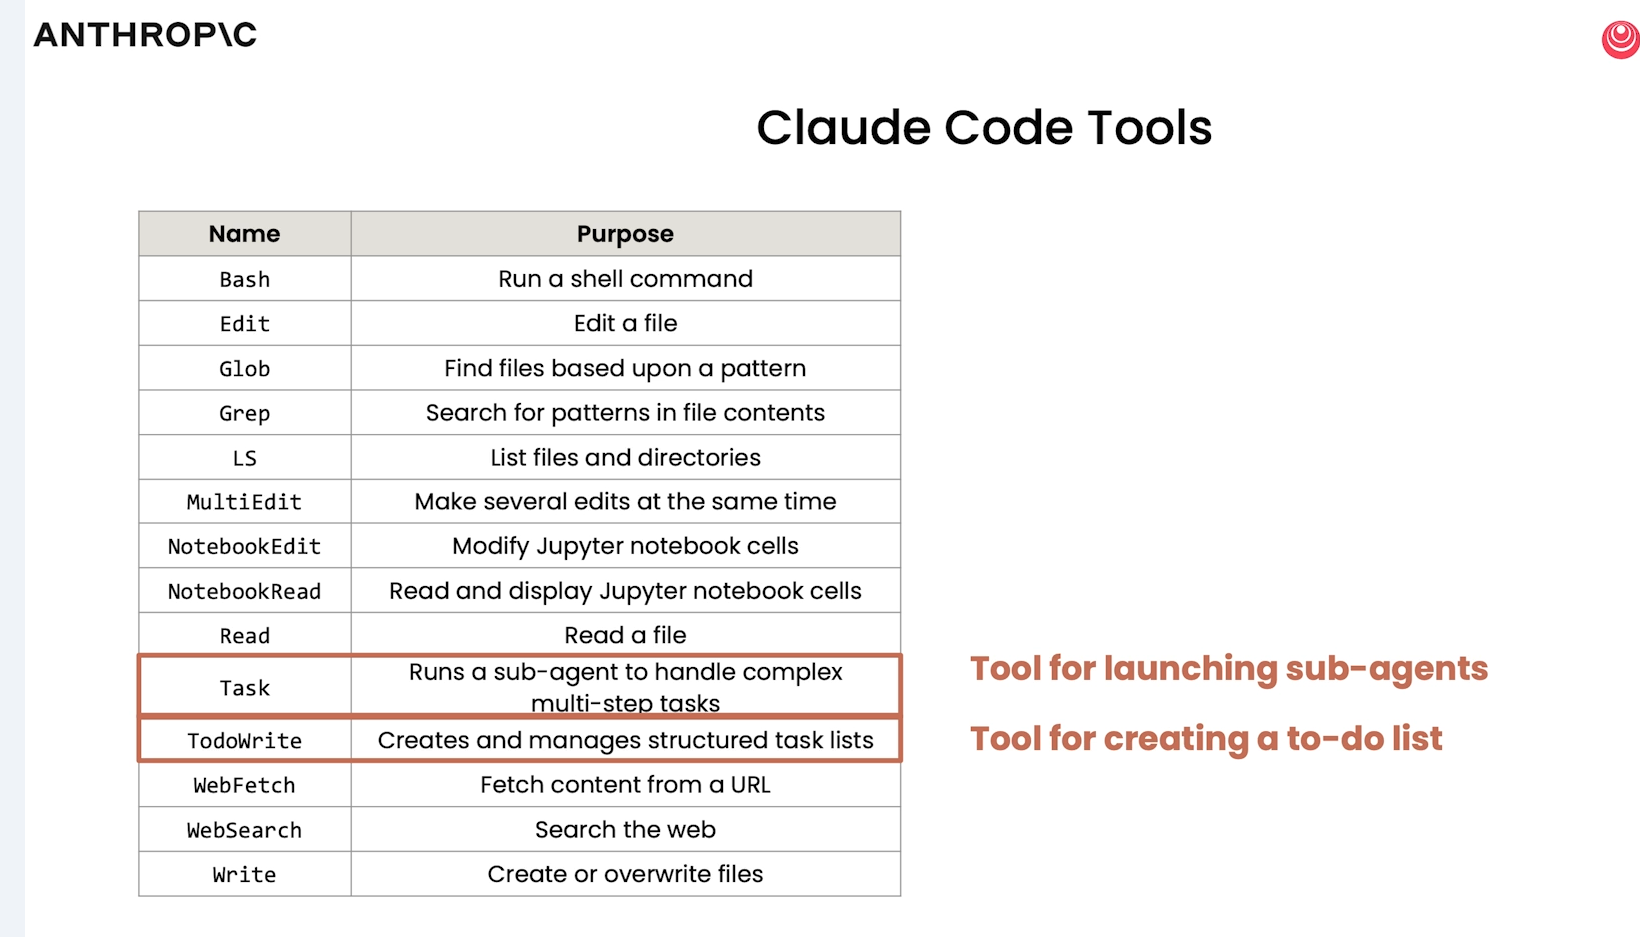 ANTHROP\C
Claude Code Tools
Name Purpose
Bash Run a shell command
Edit Edit a file
Glob Find files based upon a pattern
Grep Search for patterns in file contents
LS List files and directories
MultiEdit Make several edits at the same time
NotebookEdit Modify Jupyter notebook cells
NotebookRead Read and display Jupyter notebook cells
Read Read a file
Task Runs a sub-agent to handle complex
multi-step tasks
Tool for launching sub-agents
TodoWrite Creates and manages structured task lists
Tool for creating a to-do list
WebFetch Fetch content from a URL
WebSearch Search the web
Write Create or overwrite files